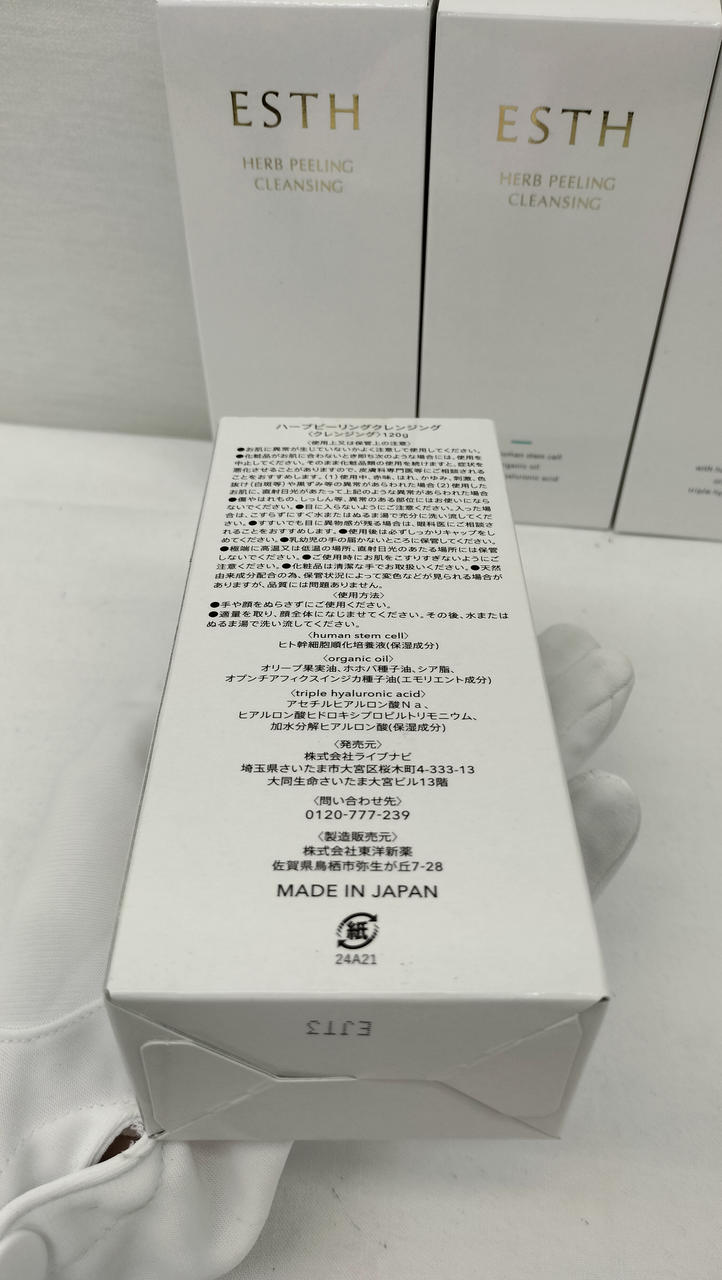 ESTH
HERB PEELING
CLEANSING
ESTH
HERB PEELING
CLEANSING
human stem cell
organic oil
hyaluronic acid
with h
triple hy
ハーブピーリングクレンジング
〈クレンジング〉120g
〈使用上又は保管上の注意〉
●お肌に異常が生じていないかよく注意して使用してください。
●化粧品がお肌に合わないとき即ち次のような場合には、使用を
中止してください。そのまま化粧品類の使用を続けますと、症状を
悪化させることがありますので、皮膚科専門医等にご相談される
ことをおすすめします。(1)使用中、赤味、はれ、かゆみ、刺激、色
抜け(白斑等)や黒ずみ等の異常があらわれた場合(2)使用した
お肌に、直射日光があたって上記のような異常があらわれた場合
●傷やはれもの、しっしん等、異常のある部位にはお使いになら
ないでください。●目に入らないようにご注意ください。入った場
合は、こすらずにすぐ水またはぬるま湯で充分に洗い流してくだ
さい。●すすいでも目に異物感が残る場合は、眼科医にご相談さ
れることをおすすめします。●使用後は必ずしっかりキャップをし
めてください。●乳幼児の手の届かないところに保管してください。
●極端に高温又は低温の場所、直射日光のあたる場所には保管
しないでください。●ご使用時にお肌をこすりすぎないようにご
注意ください。●化粧品は清潔な手でお取扱いください。●天然
由来成分配合の為、保管状況によって変色などが見られる場合が
ありますが、品質には問題ありません。
〈使用方法〉
●手や顔をぬらさずにご使用ください。
●適量を取り、顔全体になじませてください。その後、水または
ぬるま湯で洗い流してください。
〈human stem cell〉
ヒト幹細胞順化培養液(保湿成分)
〈organic oil〉
オリーブ果実油、ホホバ種子油、シア脂、
オプンチアフィクスインジカ種子油(エモリエント成分)
〈triple hyaluronic acid〉
アセチルヒアルロン酸Ｎａ、
ヒアルロン酸ヒドロキシプロピルトリモニウム、
加水分解ヒアルロン酸(保湿成分)
〈発売元〉
株式会社ライブナビ
埼玉県さいたま市大宮区桜木町4-333-13
大同生命さいたま大宮ビル13階
〈問い合わせ先〉
0120-777-239
〈製造販売元〉
株式会社東洋新薬
佐賀県鳥栖市弥生が丘7-28
MADE IN JAPAN
紙
24A21
EJ13